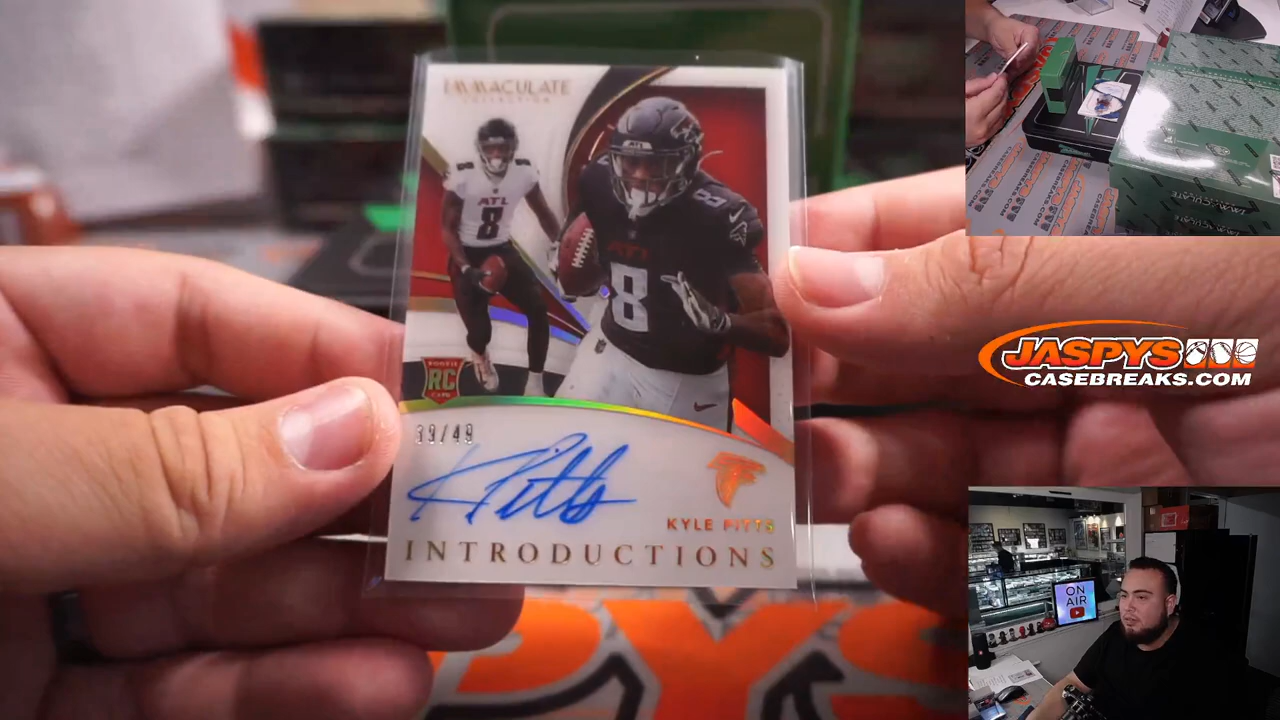 IMMACULATE
COLLECTION
ATL
8
ATL
8
8
ROOKIE
RC
CARD
39/49
KYLE PITTS
INTRODUCTIONS
JASPYS
CASEBREAKS.COM
ON
AIR